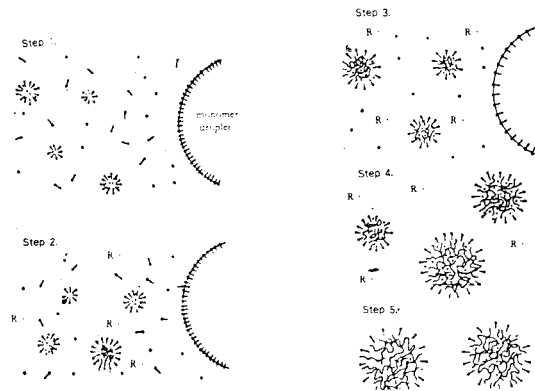 Step 1.
monomer
droplet
Step 2.
R ·
R ·
R ·
R ·
R ·
Step 3.
R ·
R ·
R ·
R ·
R ·
Step 4.
R ·
R ·
R ·
R ·
Step 5.